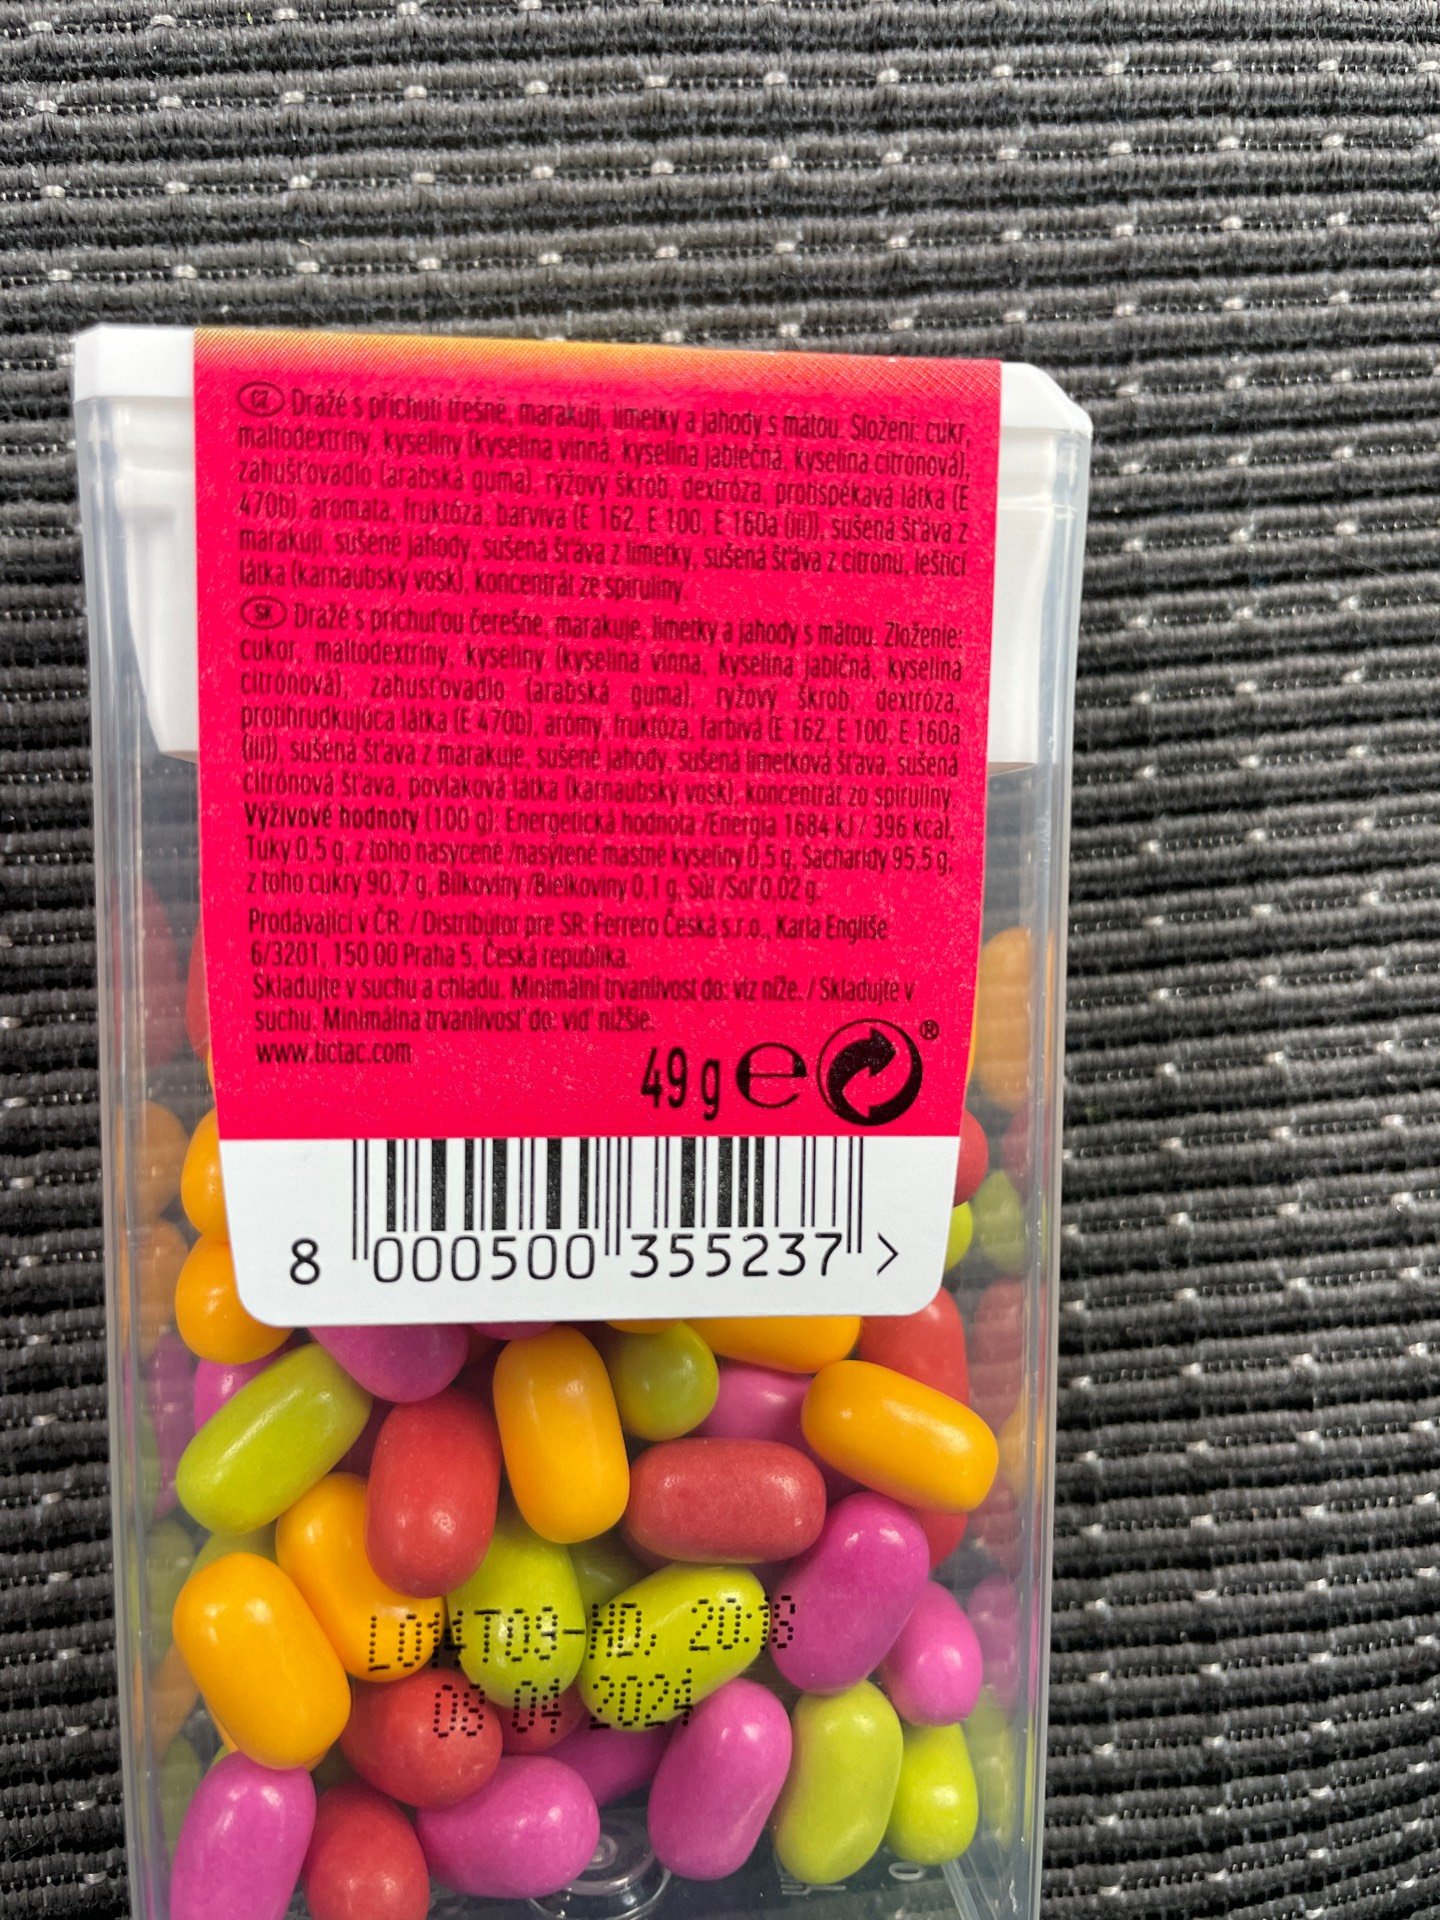 CZ Dražé s příchutí třešně, marakuji, limetky a jahody s mátou. Složení: cukr,
maltodextriny, kyseliny (kyselina vinná, kyselina jablečná, kyselina citrónová),
zahušťovadlo (arabská guma), rýžový škrob, dextróza, protispékavá látka (E
470b), aromata, fruktóza, barviva (E 162, E 100, E 160a (iii)), sušená šťáva z
marakuji, sušené jahody, sušená šťáva z limetky, sušená šťáva z citronu, lešticí
látka (karnaubský vosk), koncentrát ze spiruliny.
SK Dražé s príchuťou čerešne, marakuje, limetky a jahody s mätou. Zloženie:
cukor, maltodextríny, kyseliny (kyselina vínna, kyselina jablčná, kyselina
citrónová), zahusťovadlo (arabská guma), ryžový škrob, dextróza,
protihrudkujúca látka (E 470b), arómy, fruktóza, farbivá (E 162, E 100, E 160a
(iii)), sušená šťava z marakuje, sušené jahody, sušená limetková šťava, sušená
citrónová šťava, povlaková látka (karnaubský vosk), koncentrát zo spirulíny.
Výživové hodnoty (100 g): Energetická hodnota /Energia 1684 kJ / 396 kcal,
Tuky 0,5 g, z toho nasycené /nasýtené mastné kyseliny 0,5 g, Sacharidy 95,5 g,
z toho cukry 90,7 g, Bílkoviny /Bielkoviny 0,1 g, Sůl /Soľ 0,02 g.
Prodávající v ČR / Distribútor pre SR: Ferrero Česká s.r.o., Karla Engliše
6/3201, 150 00 Praha 5, Česká republika.
Skladujte v suchu a chladu. Minimální trvanlivost do: viz níže. / Skladujte v
suchu. Minimálna trvanlivosť do: viď nižšie.
www.tictac.com
49 g e ®
8 000500 355237 >
L014T09-AD. 20:18
08 04 2024